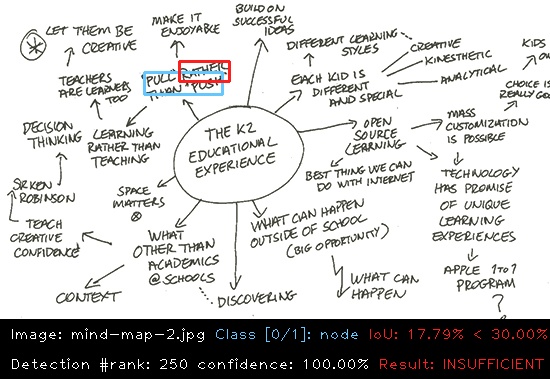 LET THEM BE
CREATIVE
MAKE IT
ENJOYABLE
BUILD ON
SUCCESSFUL
IDEAS
DIFFERENT LEARNING
STYLES
CREATIVE
KINESTHETIC
ANALYTICAL
KIDS
CHOICE IS
REALLY GO
TEACHERS
ARE LEARNERS
TOO
PULL RATHER
THAN PUSH
EACH KID IS
DIFFERENT
AND SPECIAL
DECISION
THINKING
LEARNING
RATHER THAN
TEACHING
THE K2
EDUCATIONAL
EXPERIENCE
OPEN
SOURCE
LEARNING
MASS
CUSTOMIZATION
IS POSSIBLE
BEST THING WE CAN
DO WITH INTERNET
SIR KEN
ROBINSON
SPACE
MATTERS
TECHNOLOGY
HAS PROMISE
OF UNIQUE
LEARNING
EXPERIENCES
TEACH
CREATIVE
CONFIDENCE
WHAT
OTHER THAN
ACADEMICS
@ SCHOOLS
WHAT CAN HAPPEN
OUTSIDE OF SCHOOL
(BIG OPPORTUNITY)
APPLE 1 TO 1
PROGRAM
?
CONTEXT
DISCOVERING
WHAT CAN
HAPPEN
Image: mind-map-2.jpg Class [0/1]: node IoU: 17.79% < 30.00%
Detection #rank: 250 confidence: 100.00% Result: INSUFFICIENT